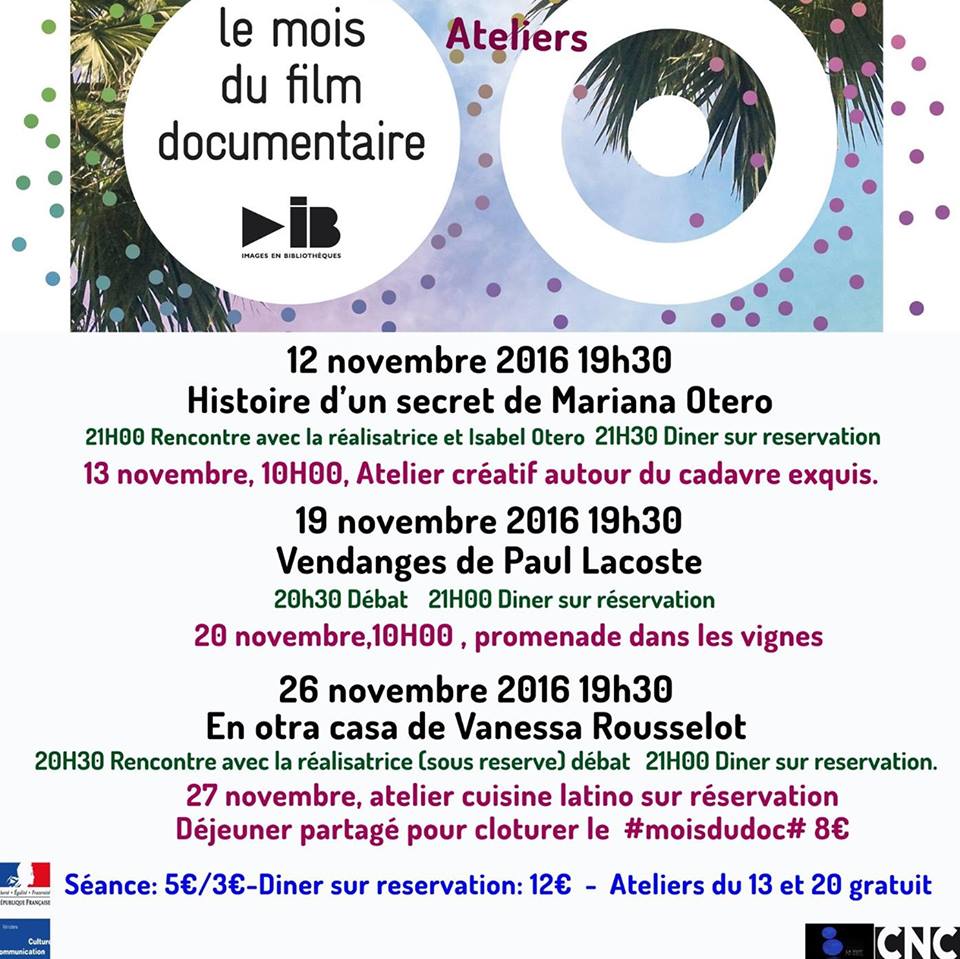 le mois
du film
documentaire
Ateliers
iB
IMAGES EN BIBLIOTHÈQUES
12 novembre 2016 19h30
Histoire d'un secret de Mariana Otero
21H00 Rencontre avec la réalisatrice et Isabel Otero 21H30 Diner sur reservation
13 novembre, 10H00, Atelier créatif autour du cadavre exquis.
19 novembre 2016 19h30
Vendanges de Paul Lacoste
20h30 Débat 21H00 Diner sur réservation
20 novembre,10H00 , promenade dans les vignes
26 novembre 2016 19h30
En otra casa de Vanessa Rousselot
20H30 Rencontre avec la réalisatrice (sous reserve) débat 21H00 Diner sur reservation.
27 novembre, atelier cuisine latino sur réservation
Déjeuner partagé pour cloturer le #moisdudoc# 8€
Séance: 5€/3€-Diner sur reservation: 12€ - Ateliers du 13 et 20 gratuit
Égalité • Fraternité
RÉPUBLIQUE FRANÇAISE
Culture
Communication
CNC